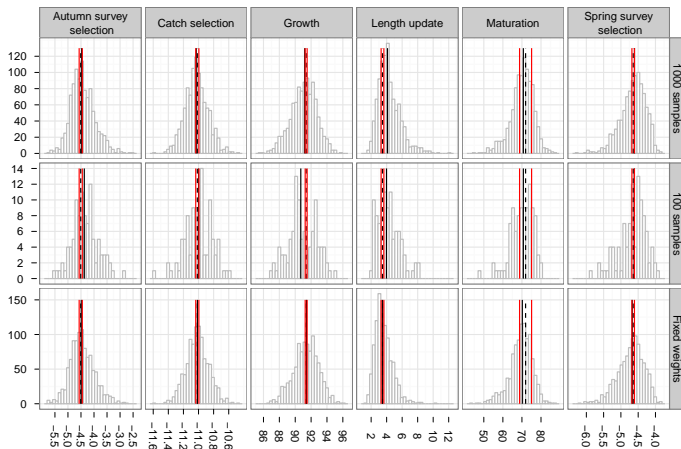 Autumn survey
selection
Catch selection
Growth
Length update
Maturation
Spring survey
selection
120
100
80
60
40
20
0
1000 samples
14
12
10
8
6
4
2
0
100 samples
150
100
50
0
Fixed weights
-5.5 -5.0 -4.5 -4.0 -3.5 -3.0 -2.5
-11.6 -11.4 -11.2 -11.0 -10.8 -10.6
86 88 90 92 94 96
2 4 6 8 10 12
50 60 70 80
-6.0 -5.5 -5.0 -4.5 -4.0